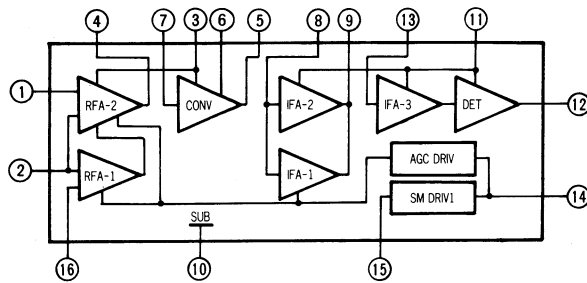 4 7 3 6 5 8 9 13 11
1
RFA-2
CONV
IFA-2
IFA-3
DET
12
2
RFA-1
IFA-1
AGC DRIV
SM DRIV1
14
SUB
16
10
15